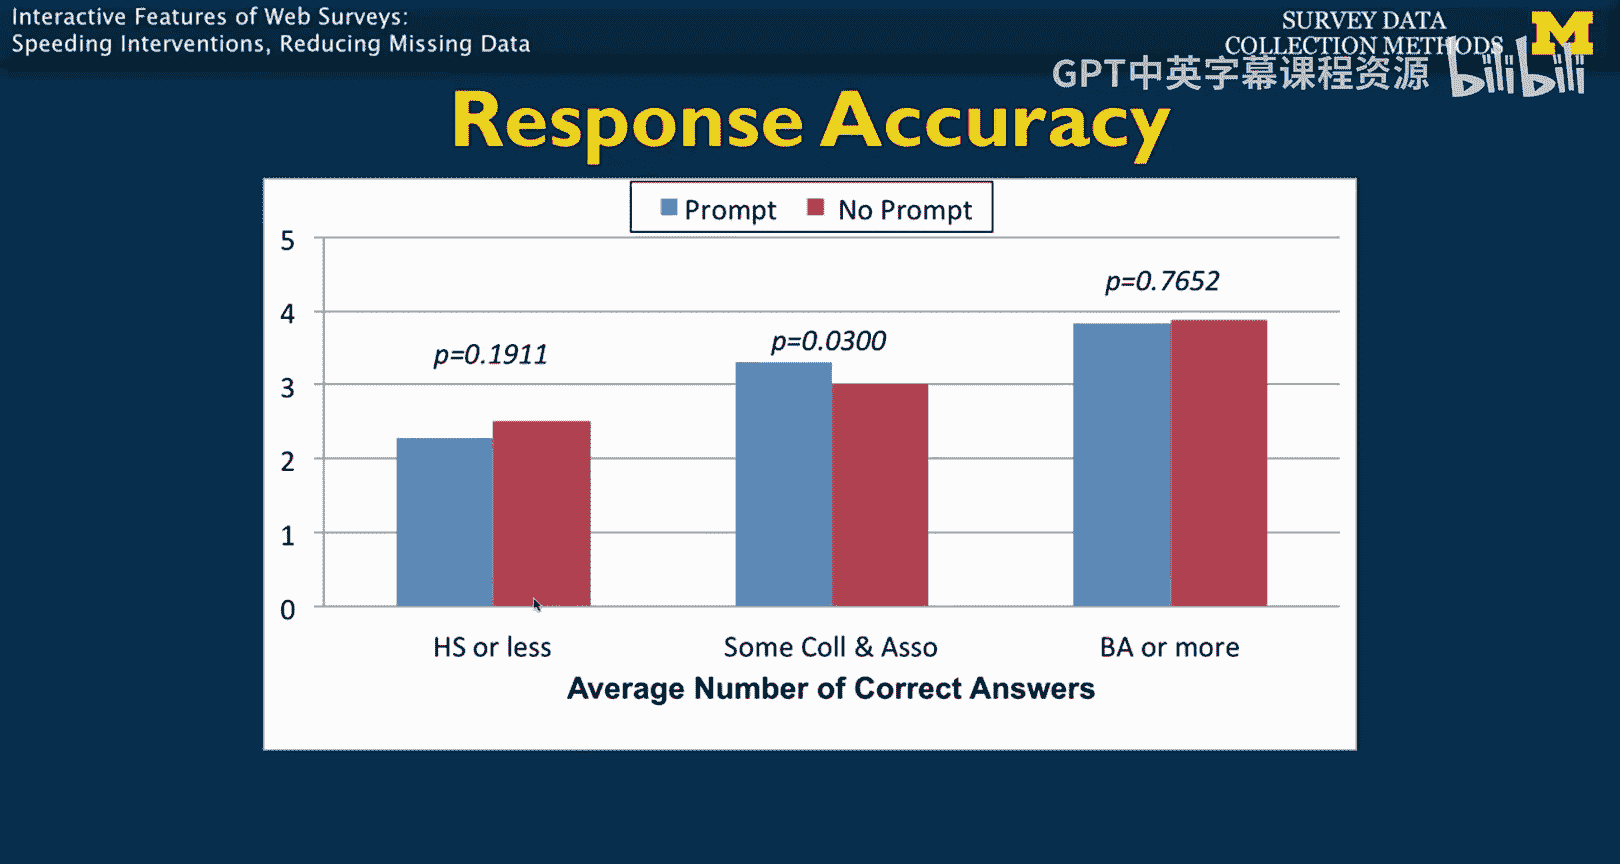 Interactive Features of Web Surveys:
Speeding Interventions, Reducing Missing Data
SURVEY DATA
COLLECTION METHODS
M
GPT中英字幕课程资源 bilibili
Response Accuracy
Prompt No Prompt
5
4
3
2
1
0
p=0.1911
p=0.0300
p=0.7652
HS or less Some Coll & Asso BA or more
Average Number of Correct Answers